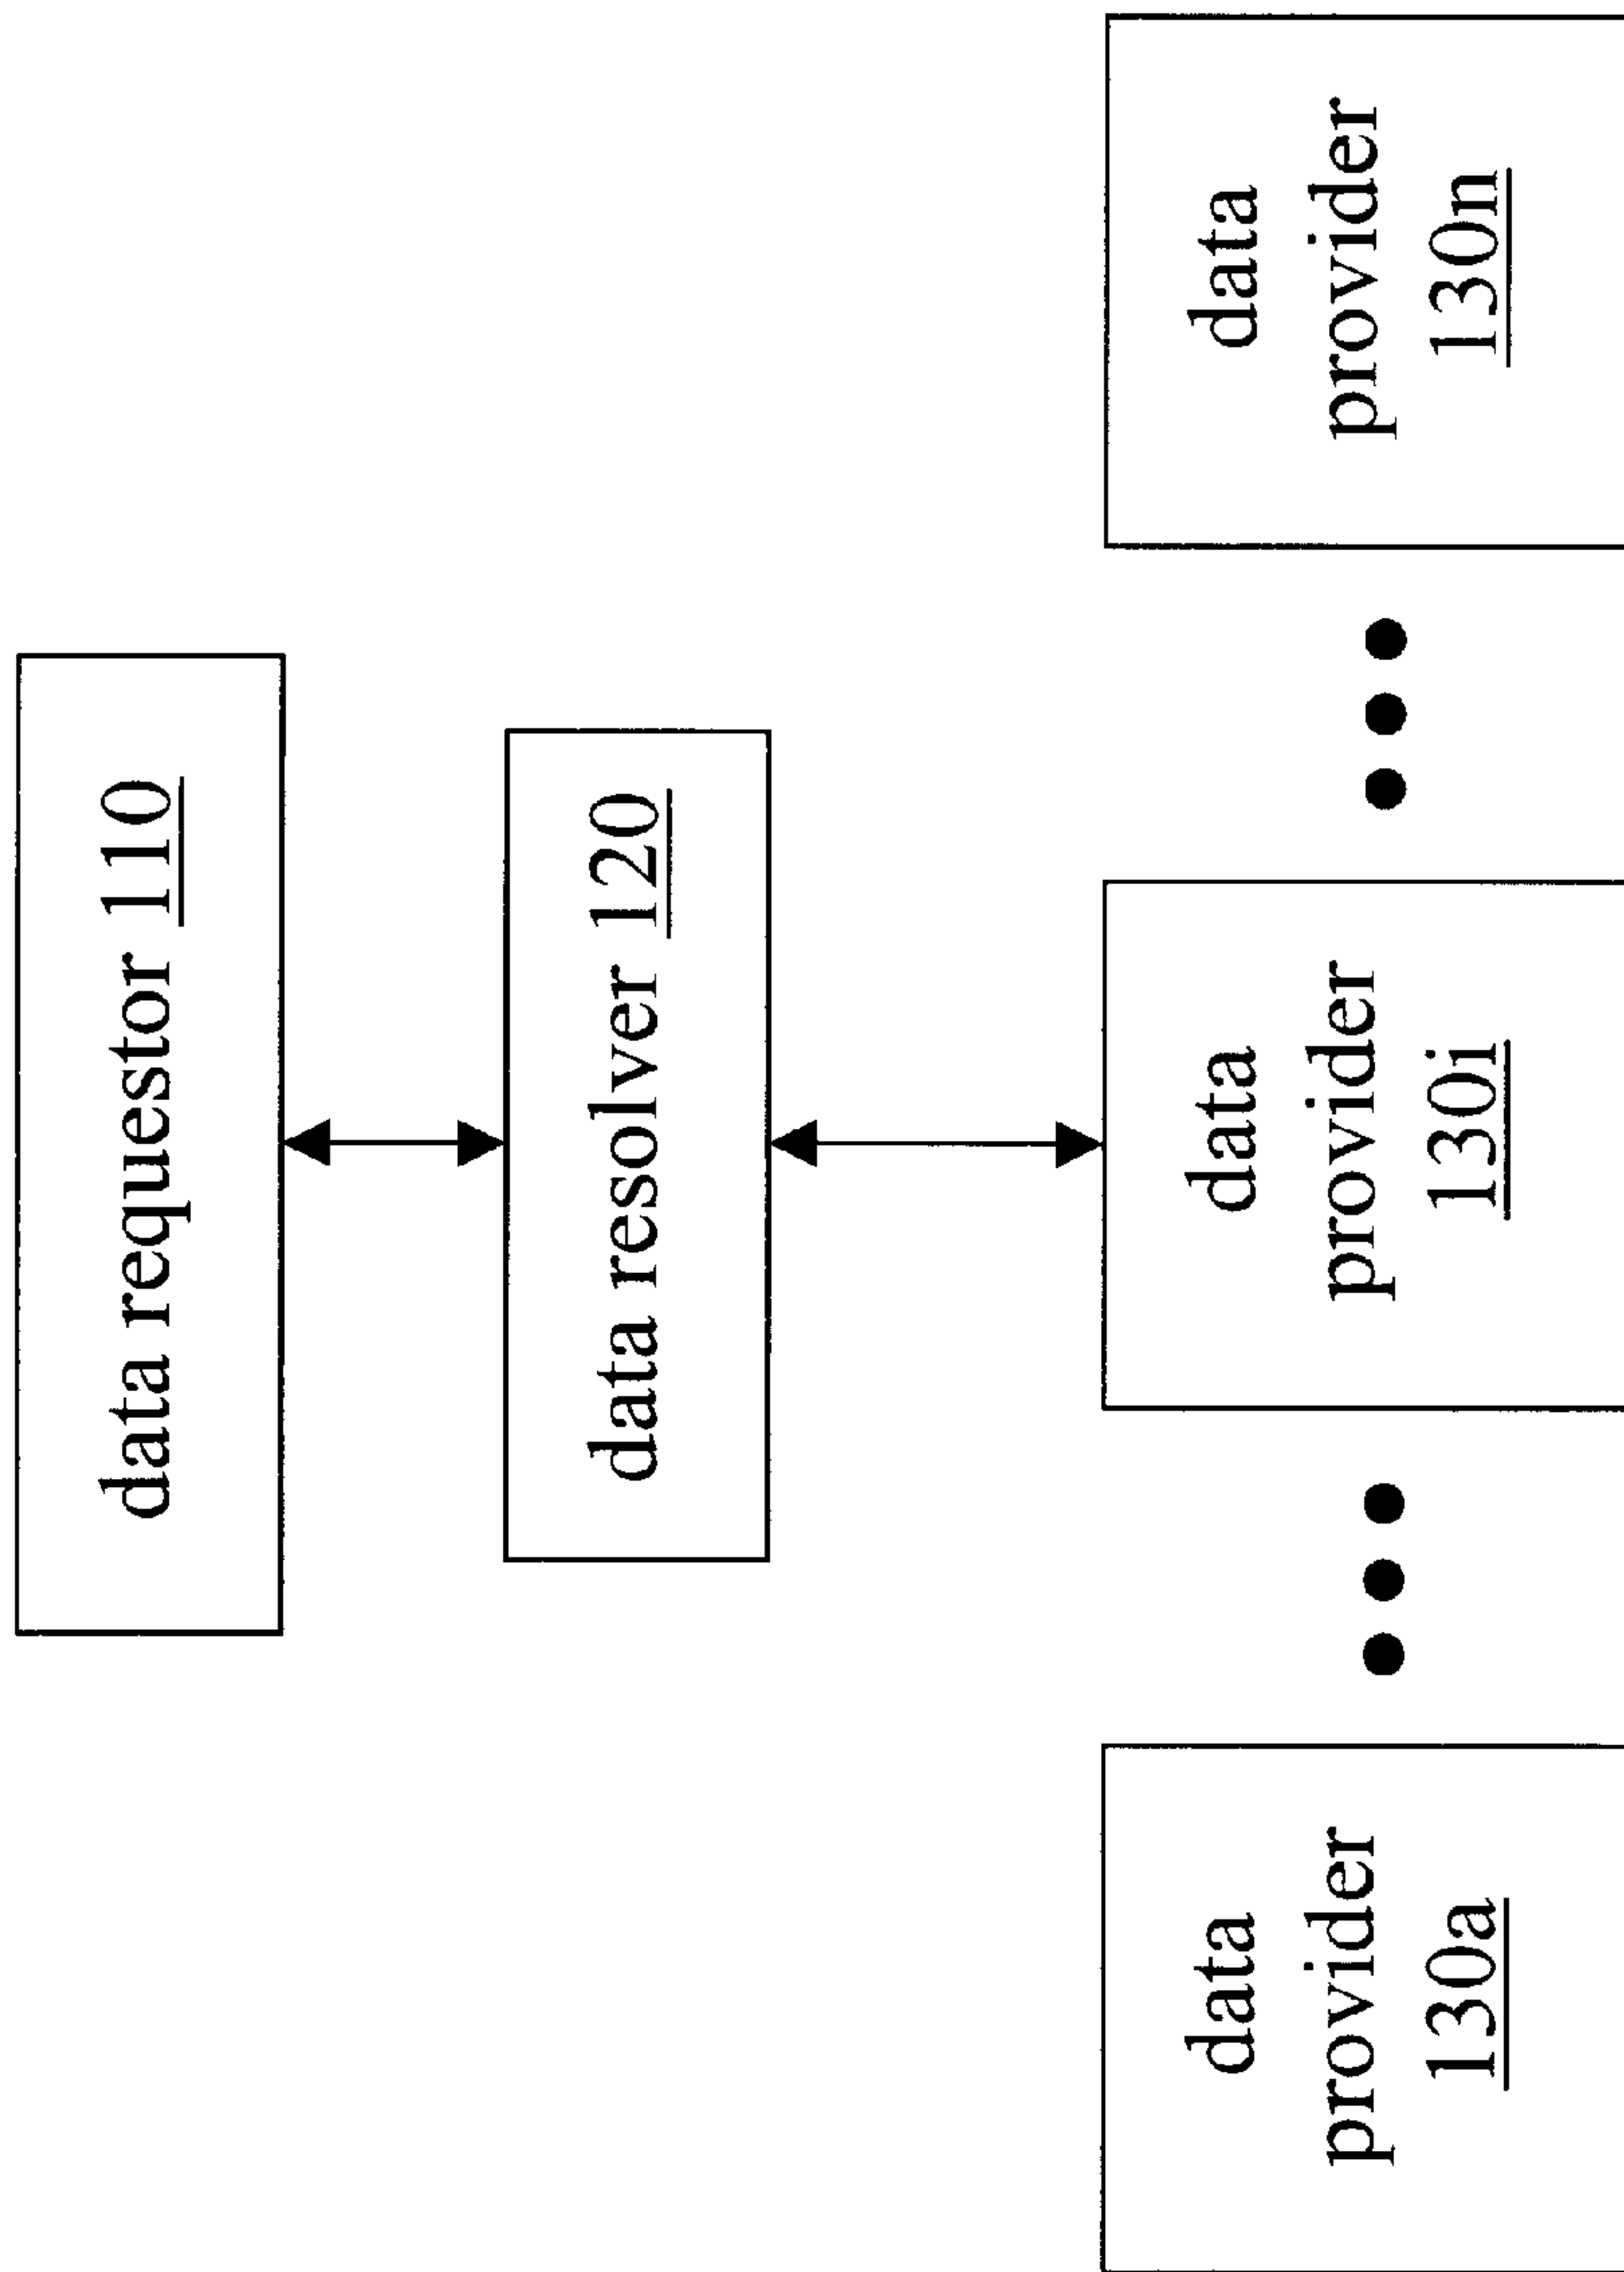 data requestor 110
data resolver 120
data
provider
130a
data
provider
130i
data
provider
130n